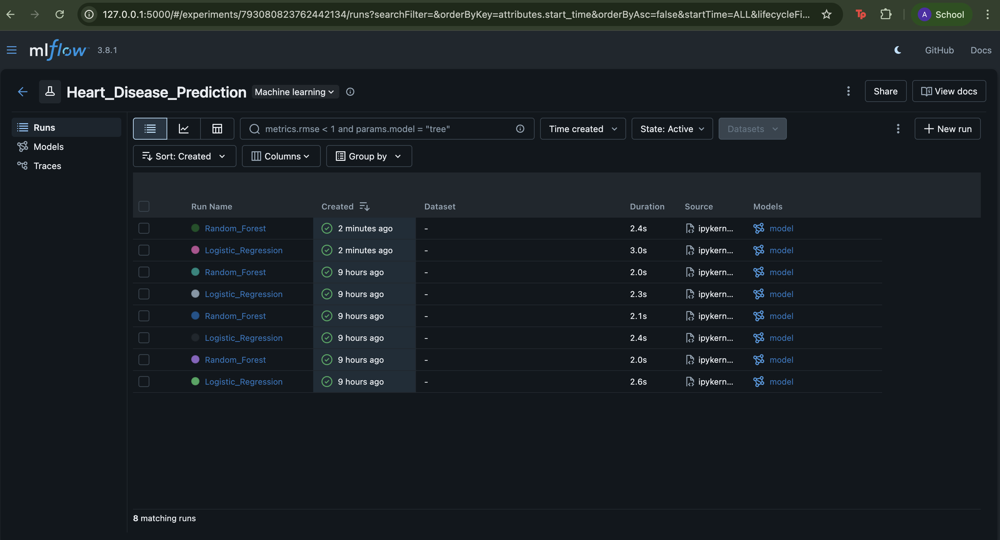 127.0.0.1:5000/#/experiments/793080823762442134/runs?searchFilter=&orderByKey=attributes.start_time&orderByAsc=false&startTime=ALL&lifecycleFi...
Tp
A School
mlflow™ 3.8.1
GitHub Docs
Heart_Disease_Prediction Machine learning
Share View docs
Runs
Models
Traces
metrics.rmse < 1 and params.model = "tree" Time created State: Active Datasets New run
Sort: Created Columns Group by
Run Name Created Dataset Duration Source Models
Random_Forest 2 minutes ago - 2.4s ipykern... model
Logistic_Regression 2 minutes ago - 3.0s ipykern... model
Random_Forest 9 hours ago - 2.0s ipykern... model
Logistic_Regression 9 hours ago - 2.3s ipykern... model
Random_Forest 9 hours ago - 2.1s ipykern... model
Logistic_Regression 9 hours ago - 2.4s ipykern... model
Random_Forest 9 hours ago - 2.0s ipykern... model
Logistic_Regression 9 hours ago - 2.6s ipykern... model
8 matching runs